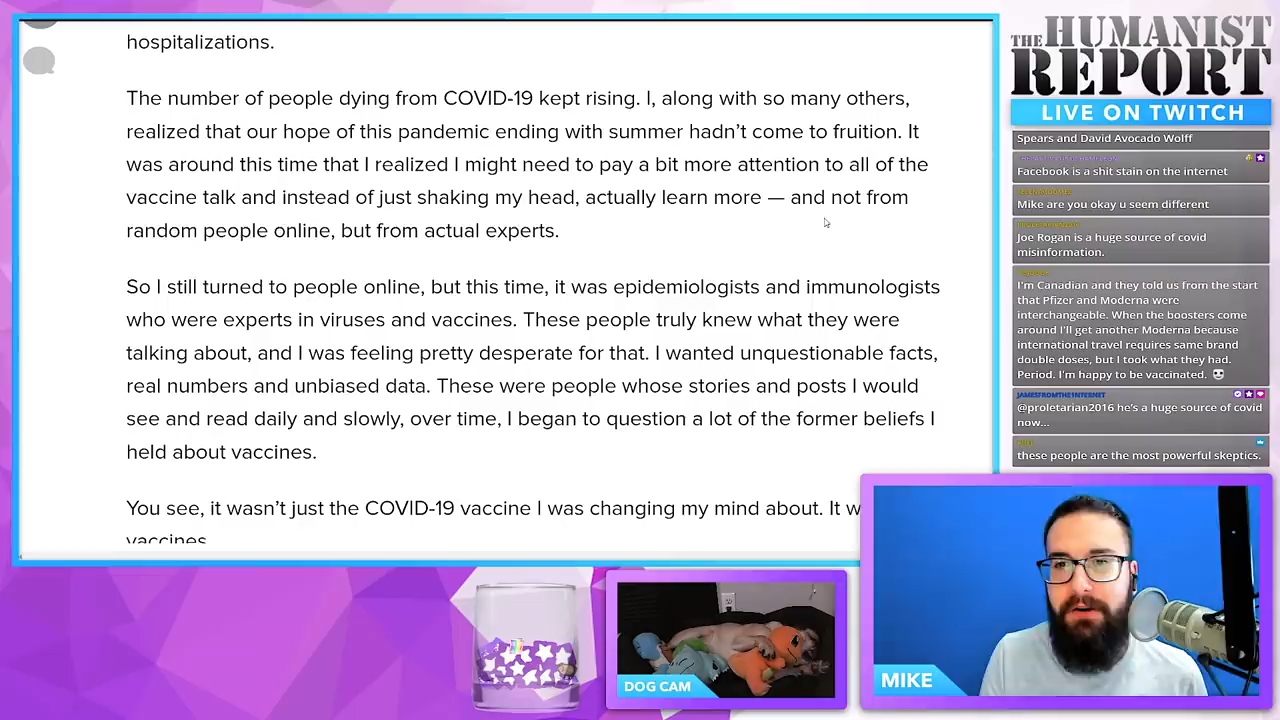 hospitalizations.
The number of people dying from COVID-19 kept rising. I, along with so many others,
realized that our hope of this pandemic ending with summer hadn’t come to fruition. It
was around this time that I realized I might need to pay a bit more attention to all of the
vaccine talk and instead of just shaking my head, actually learn more — and not from
random people online, but from actual experts.
So I still turned to people online, but this time, it was epidemiologists and immunologists
who were experts in viruses and vaccines. These people truly knew what they were
talking about, and I was feeling pretty desperate for that. I wanted unquestionable facts,
real numbers and unbiased data. These were people whose stories and posts I would
see and read daily and slowly, over time, I began to question a lot of the former beliefs I
held about vaccines.
You see, it wasn’t just the COVID-19 vaccine I was changing my mind about. It w
vaccines
THE HUMANIST
REPORT
LIVE ON TWITCH
Spears and David Avocado Wolff
Facebook is a shit stain on the internet
Mike are you okay u seem different
Joe Rogan is a huge source of covid
misinformation.
I'm Canadian and they told us from the start
that Pfizer and Moderna were
interchangeable. When the boosters come
around I'll get another Moderna because
international travel requires same brand
double doses, but I took what they had.
Period. I'm happy to be vaccinated.
JAMESFROMTHE1NTERNET
@proletarian2016 he's a huge source of covid
now...
these people are the most powerful skeptics.
DOG CAM
MIKE